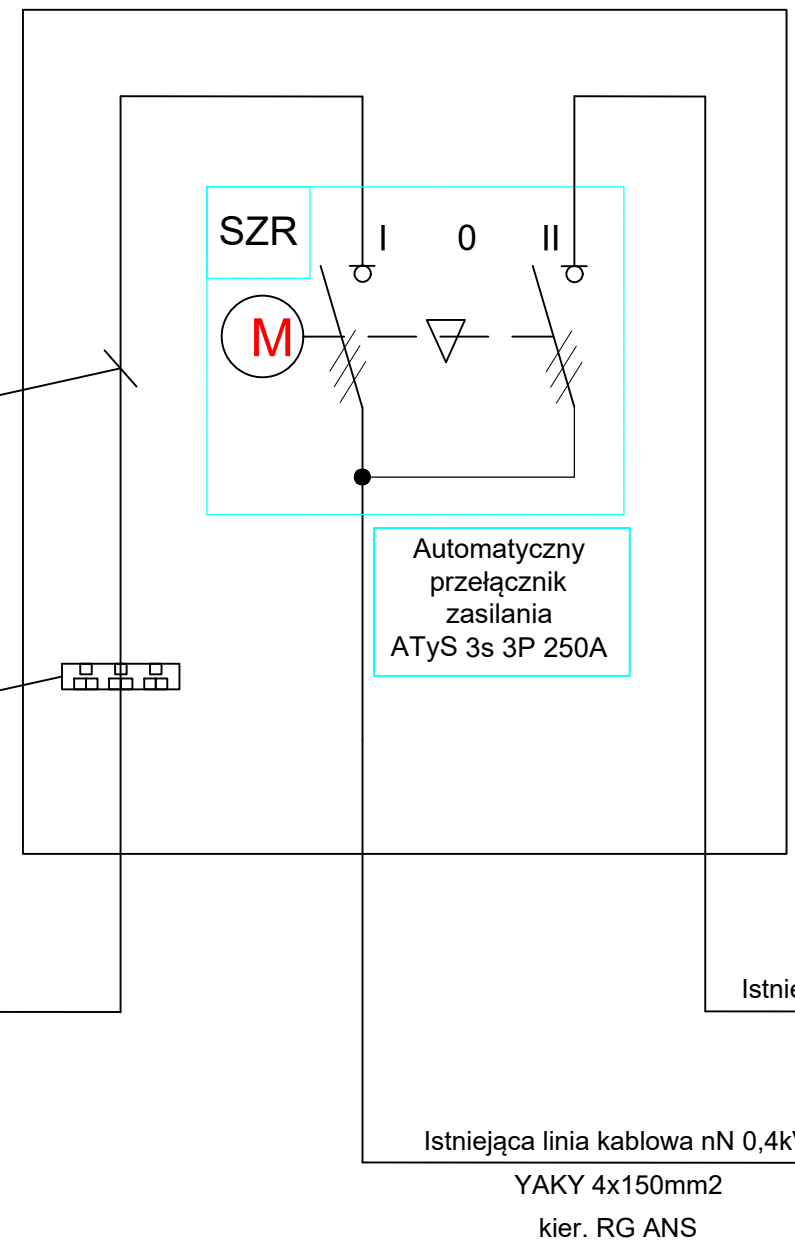 SZR
I 0 II
M
Automatyczny
przełącznik
zasilania
ATyS 3s 3P 250A
Istniejąca linia kablowa nN 0,4kV
YAKY 4x150mm2
kier. RG ANS